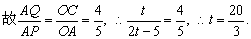 故AQ/AP=OC/OA=4/5, ∴t/(2t-5)=4/5, ∴t=20/3